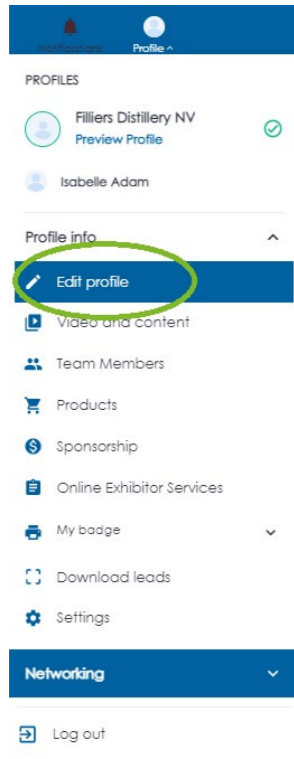 Notifications
Profile
PROFILES
Filliers Distillery NV
Preview Profile
Isabelle Adam
Profile info
Edit profile
Video and content
Team Members
Products
Sponsorship
Online Exhibitor Services
My badge
Download leads
Settings
Networking
Log out